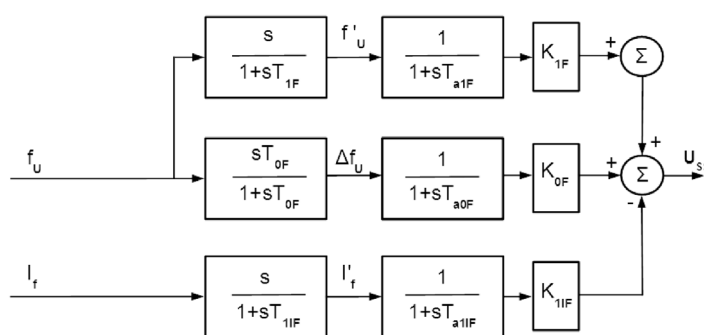 s
1+sT1F
f'U
1
1+sTa1F
K1F
+
Σ
+
fU
sT0F
1+sT0F
ΔfU
1
1+sTa0F
K0F
+
Σ
-
If
s
1+sT1IF
I'f
1
1+sTa1IF
K1IF